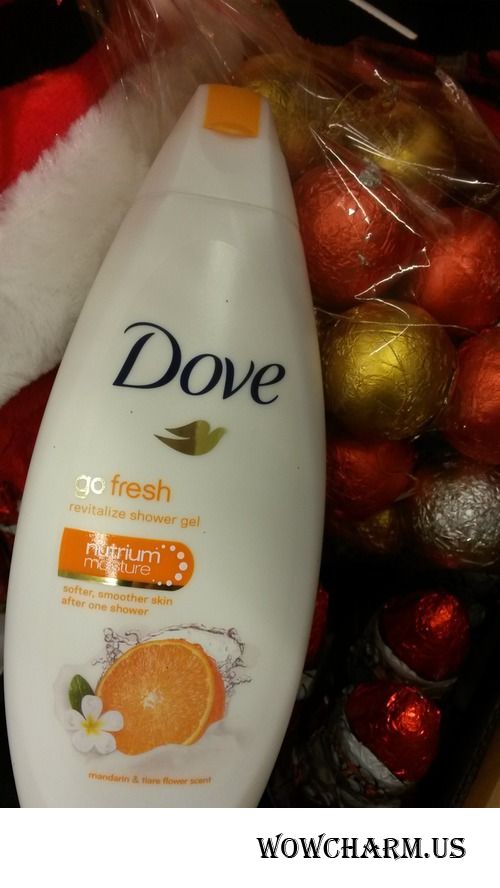 Dove
go fresh
revitalize shower gel
nutrium
moisture
softer, smoother skin
after one shower
mandarin & tiare flower scent
WOWCHARM.US